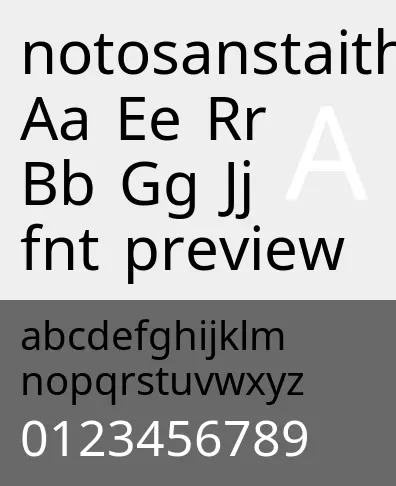 notosanstaith
Aa Ee Rr
A
Bb Gg Jj
fnt preview
abcdefghijklm
nopqrstuvwxyz
0123456789